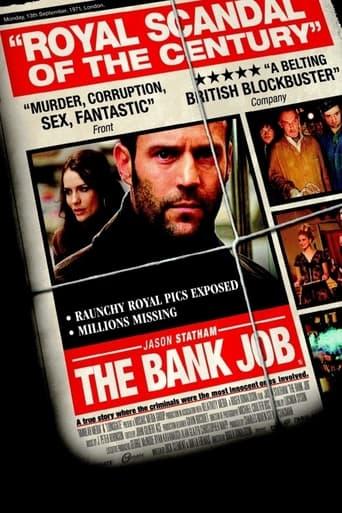 Monday, 13th September, 1971, London.
"ROYAL SCANDAL
OF THE CENTURY"
"MURDER, CORRUPTION,
SEX, FANTASTIC"
Front
★★★★★ "A BELTING
BRITISH BLOCKBUSTER"
Company
• RAUNCHY ROYAL PICS EXPOSED
• MILLIONS MISSING
JASON STATHAM
THE BANK JOB
A true story where the criminals were the most innocent ones involved.